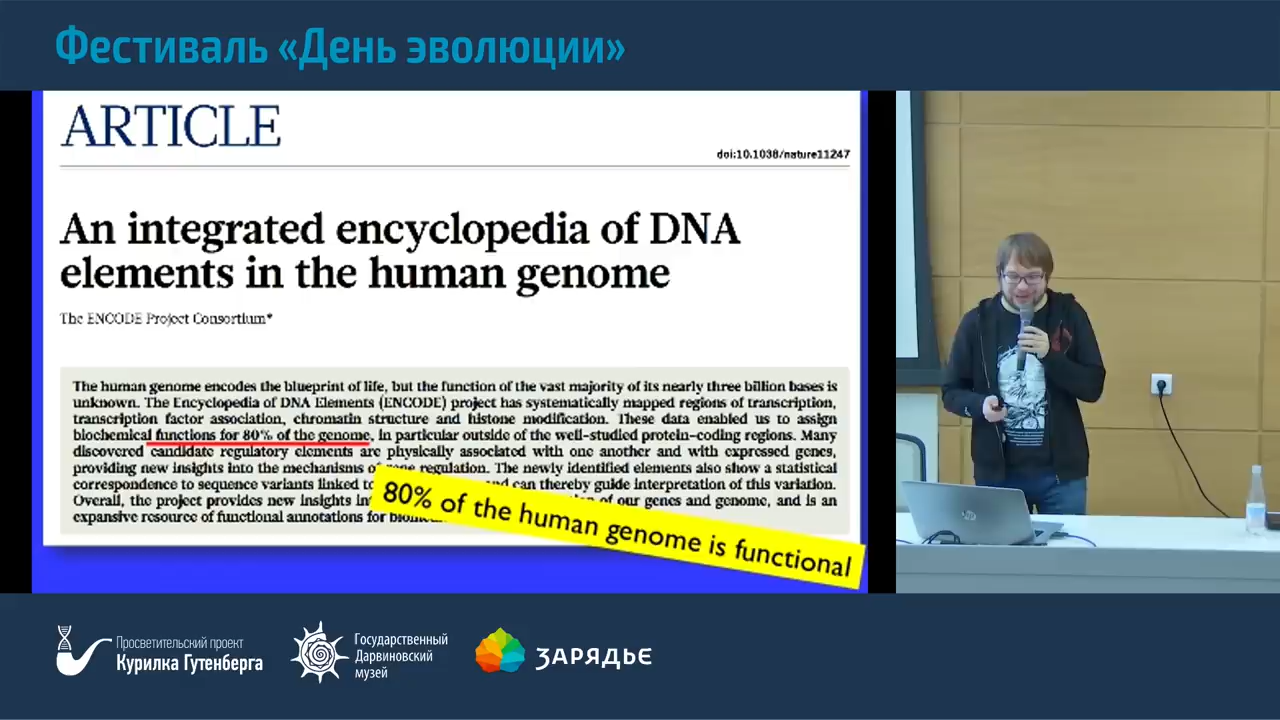 Фестиваль «День эволюции»
ARTICLE
doi:10.1038/nature11247
An integrated encyclopedia of DNA
elements in the human genome
The ENCODE Project Consortium*
The human genome encodes the blueprint of life, but the function of the vast majority of its nearly three billion bases is
unknown. The Encyclopedia of DNA Elements (ENCODE) project has systematically mapped regions of transcription,
transcription factor association, chromatin structure and histone modification. These data enabled us to assign
biochemical functions for 80% of the genome, in particular outside of the well-studied protein-coding regions. Many
discovered candidate regulatory elements are physically associated with one another and with expressed genes,
providing new insights into the mechanisms of gene regulation. The newly identified elements also show a statistical
correspondence to sequence variants linked to and can thereby guide interpretation of this variation.
Overall, the project provides new insights of our genes and genome, and is an
expansive resource of functional annotations for
80% of the human genome is functional
hp
Просветительский проект
Курилка Гутенберга
Государственный
Дарвиновский
музей
ЗАРЯДЬЕ